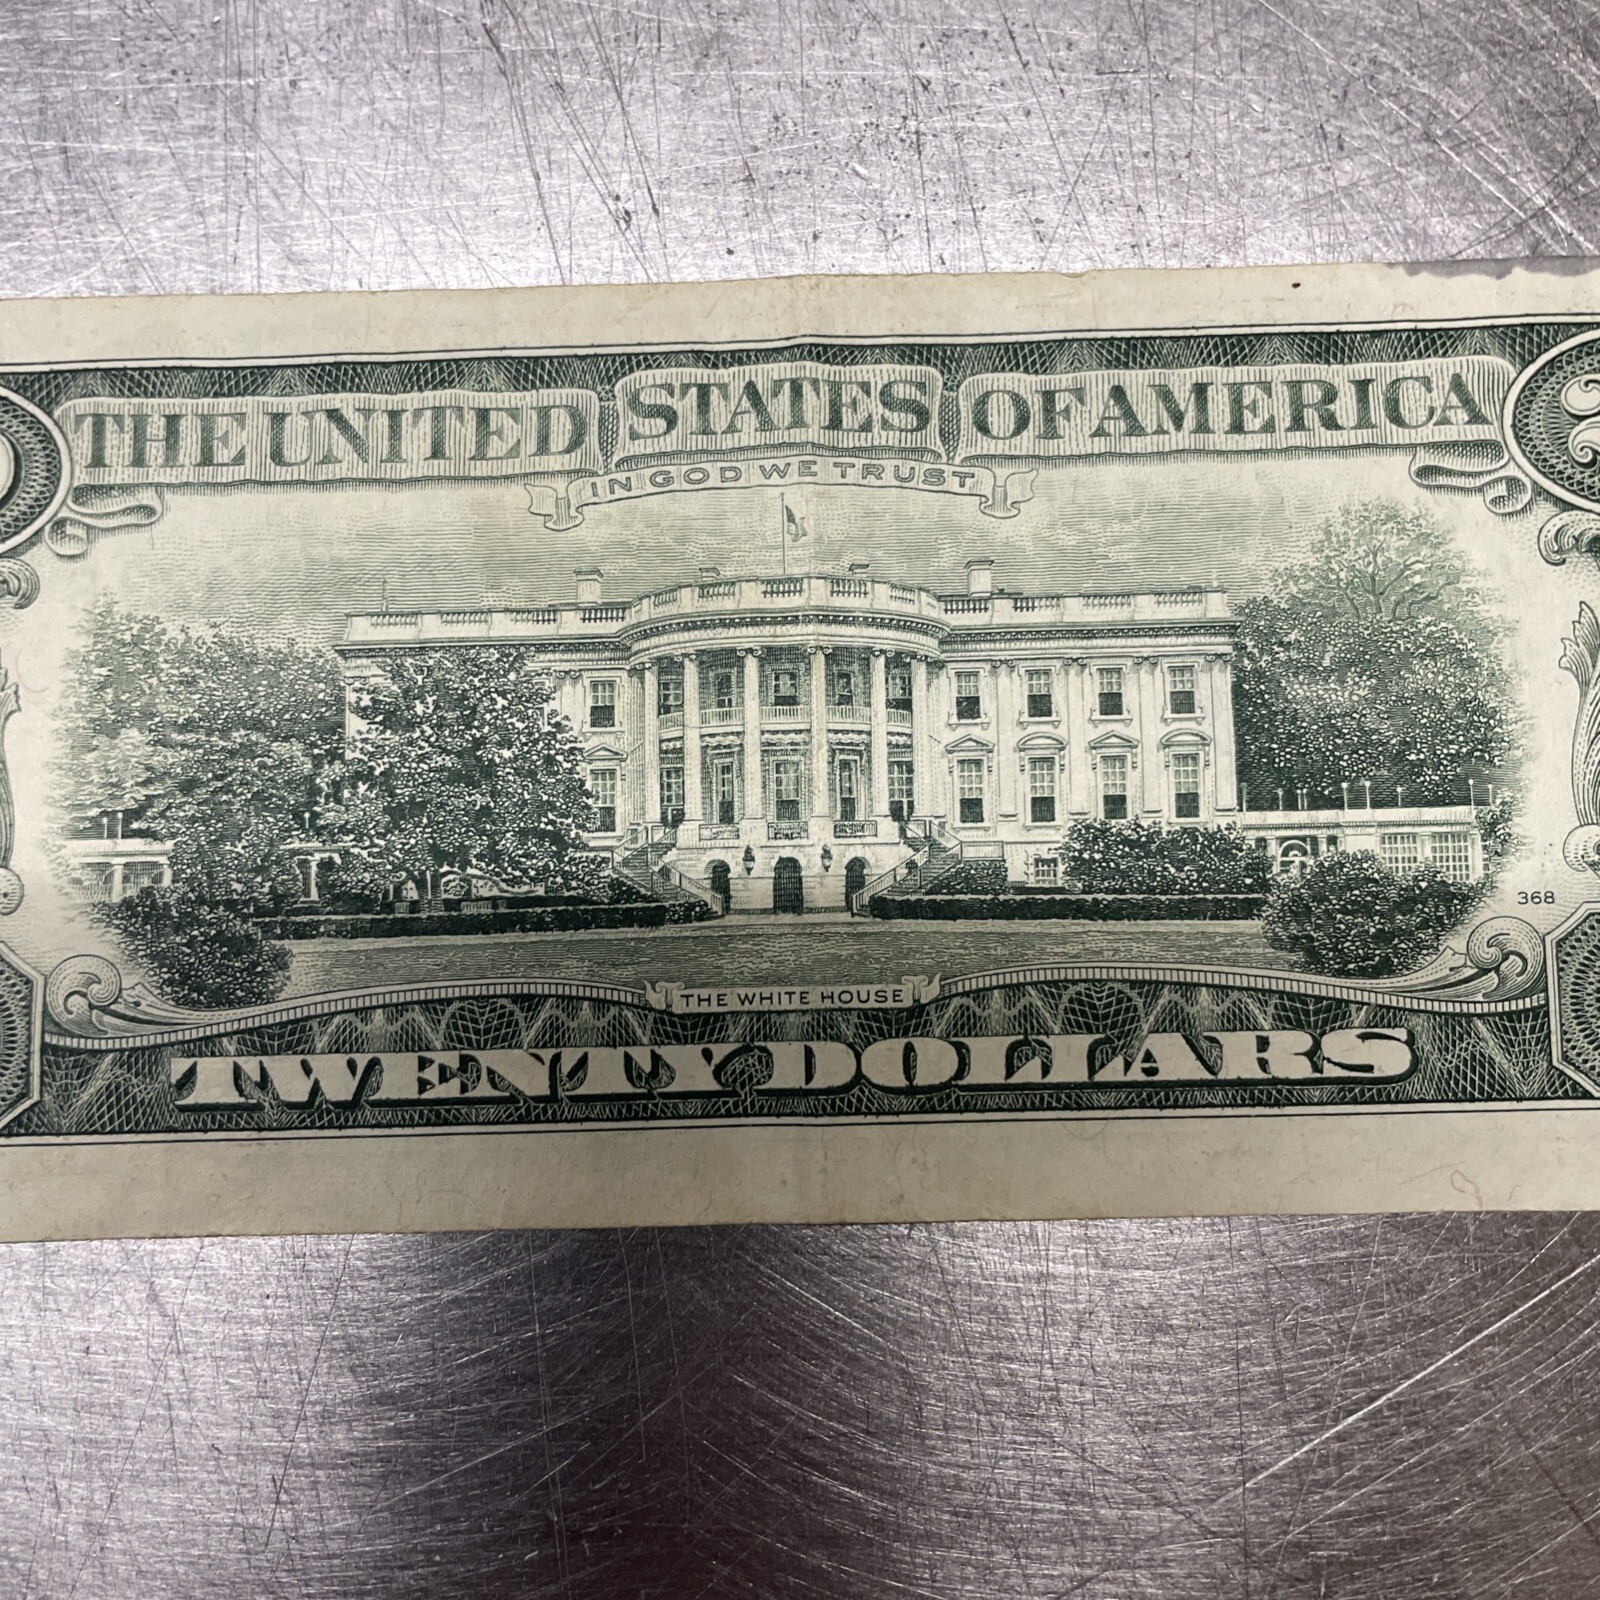 THE UNITED STATES OF AMERICA
IN GOD WE TRUST
368
THE WHITE HOUSE
TWENTY DOLLARS